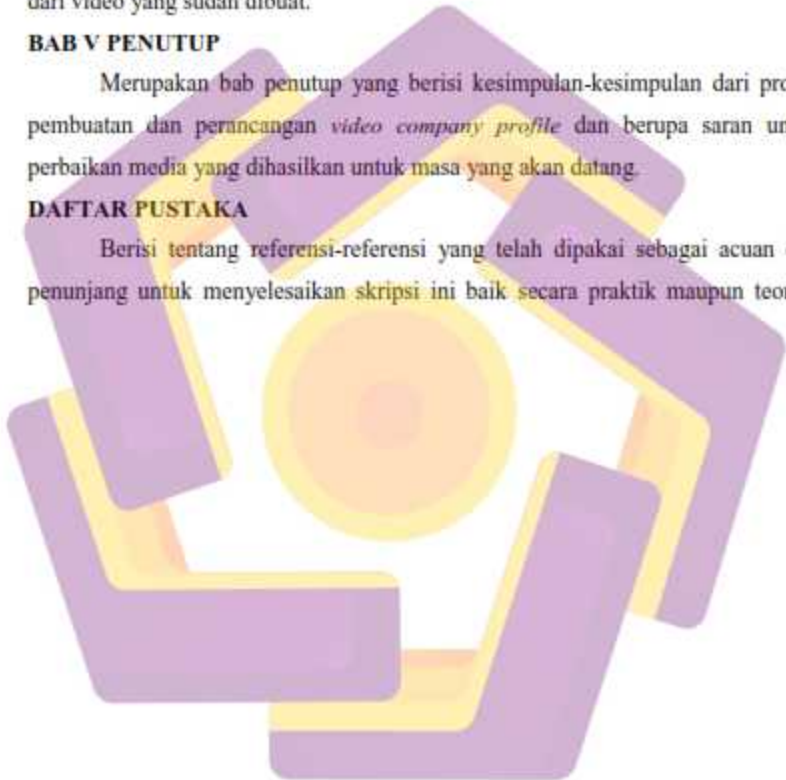 dari video yang sudah dibuat.
BAB V PENUTUP
Merupakan bab penutup yang berisi kesimpulan-kesimpulan dari pro
pembuatan dan perancangan video company profile dan berupa saran un
perbaikan media yang dihasilkan untuk masa yang akan datang.
DAFTAR PUSTAKA
Berisi tentang referensi-referensi yang telah dipakai sebagai acuan
penunjang untuk menyelesaikan skripsi ini baik secara praktik maupun teor